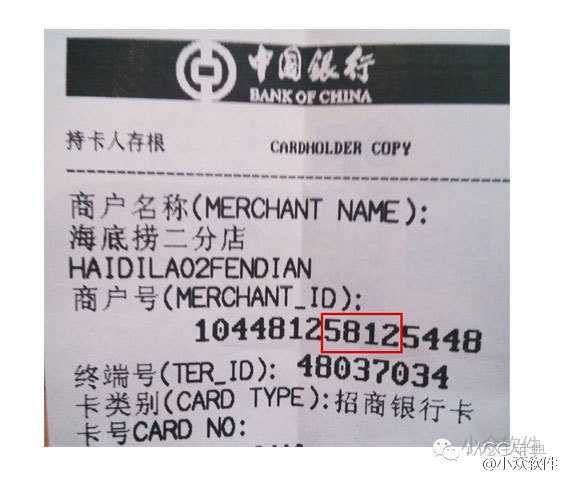 中国银行
BANK OF CHINA
持卡人存根 CARDHOLDER COPY
商户名称(MERCHANT NAME):
海底捞二分店
HAIDILAO2FENDIAN
商户号(MERCHANT_ID):
104481258125448
终端号(TER_ID): 48037034
卡类别(CARD TYPE):招商银行卡
卡号CARD NO:
@小众软件